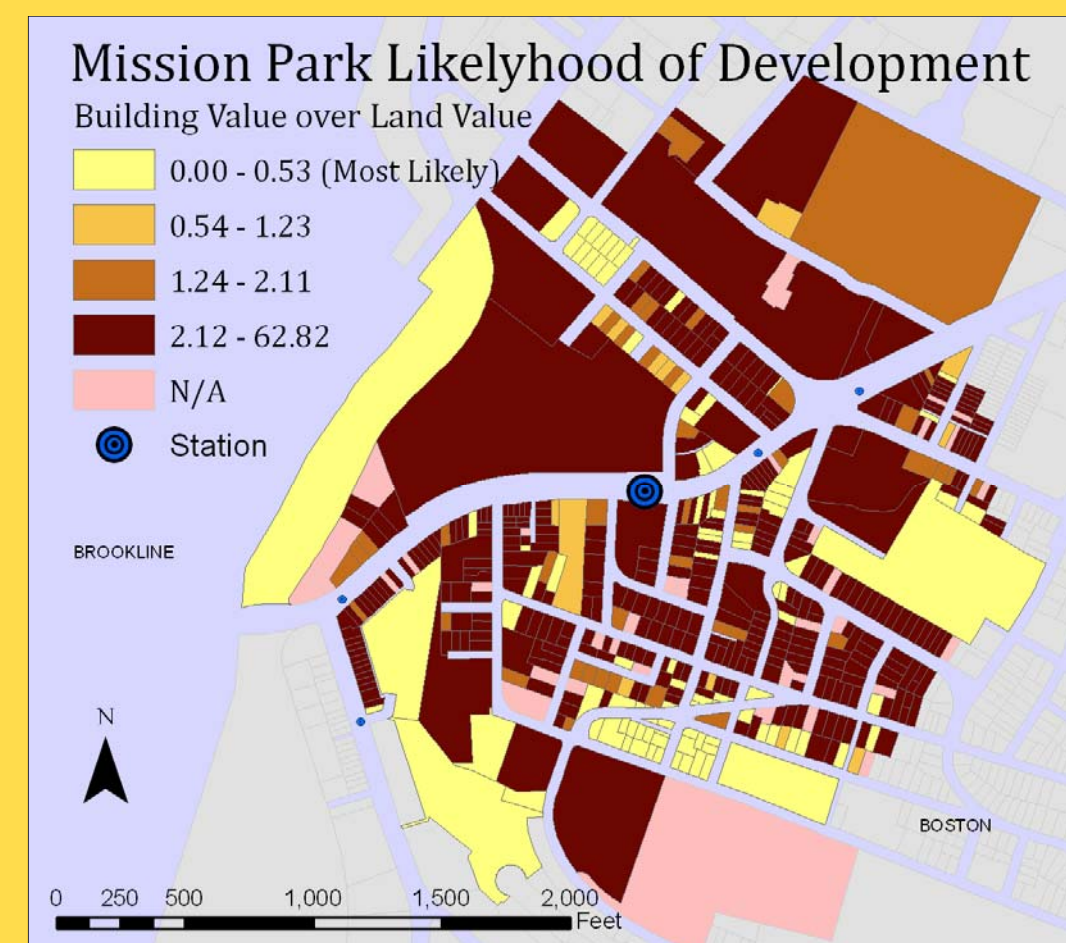 Mission Park Likelyhood of Development
Building Value over Land Value
0.00 - 0.53 (Most Likely)
0.54 - 1.23
1.24 - 2.11
2.12 - 62.82
N/A
Station
BROOKLINE
N
BOSTON
0 250 500 1,000 1,500 2,000
Feet